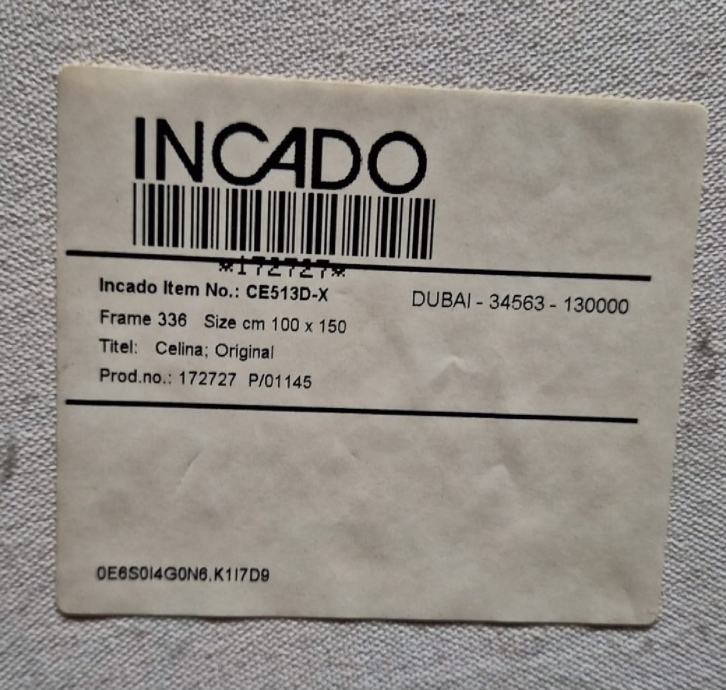 INCADO
*172727*
Incado Item No.: CE513D-X
DUBAI - 34563 - 130000
Frame 336 Size cm 100 x 150
Titel: Celina; Original
Prod.no.: 172727 P/01145
0E6S0I4G0N6.K1I7D9